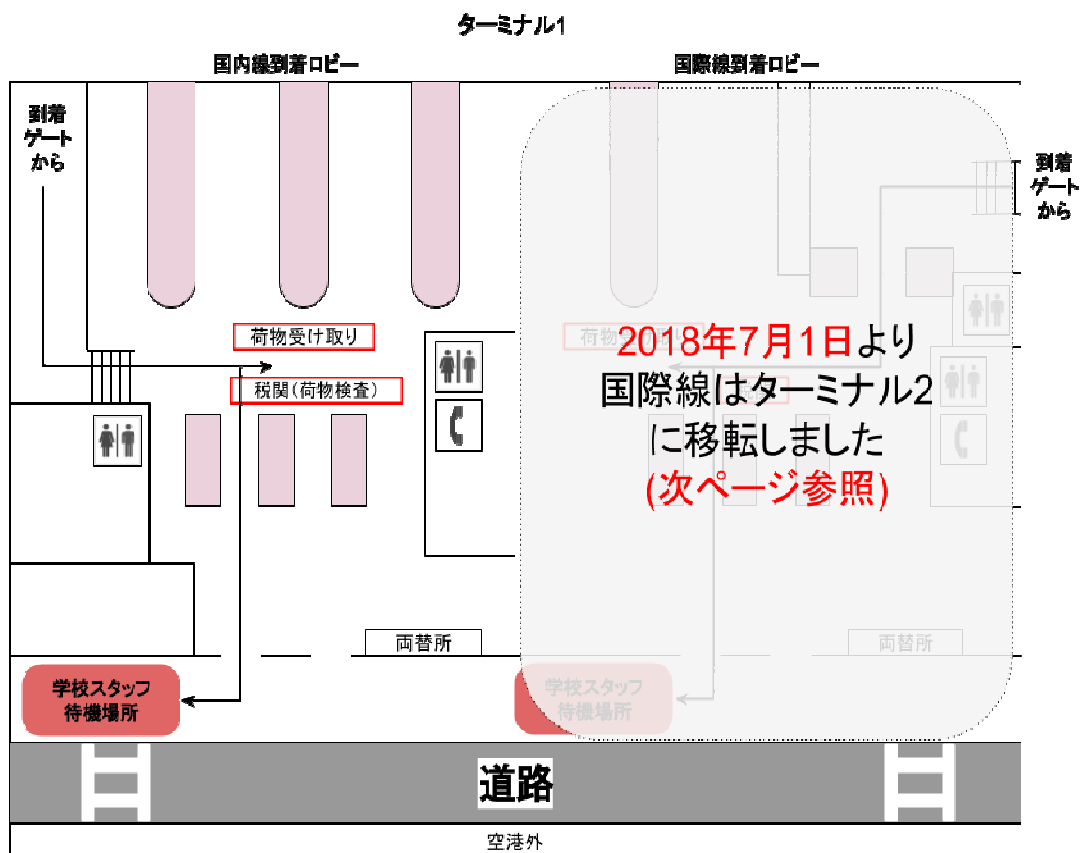 ターミナル1
国内線到着ロビー
国際線到着ロビー
到着
ゲート
から
到着
ゲート
から
荷物受け取り
税関(荷物検査)
荷物受け取り
2018年7月1日より
国際線はターミナル2
に移転しました
(次ページ参照)
両替所
両替所
学校スタッフ
待機場所
学校スタッフ
待機場所
道路
空港外